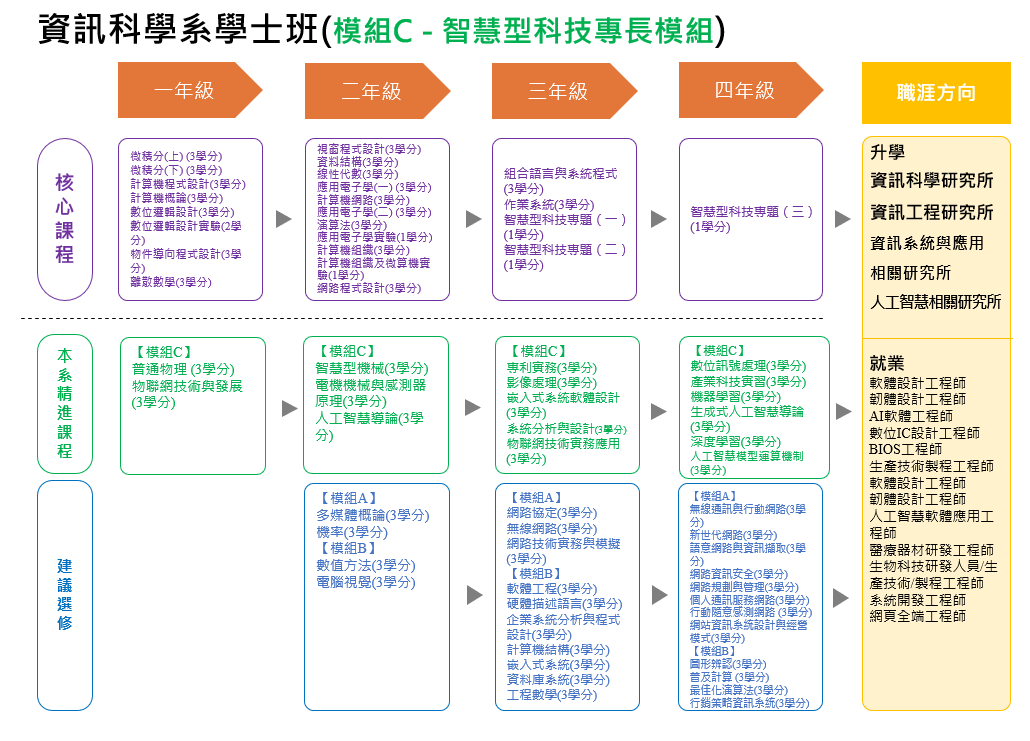 資訊科學系學士班(模組C - 智慧型科技專長模組)
一年級
二年級
三年級
四年級
職涯方向
核心課程
微積分(上) (3學分)
微積分(下) (3學分)
計算機程式設計(3學分)
計算機概論(3學分)
數位邏輯設計(3學分)
數位邏輯設計實驗(2學
分)
物件導向程式設計(3學
分)
離散數學(3學分)
視窗程式設計(3學分)
資料結構(3學分)
線性代數(3學分)
應用電子學(一) (3學分)
計算機網路(3學分)
應用電子學(二) (3學分)
演算法(3學分)
應用電子學實驗(1學分)
計算機組織(3學分)
計算機組織及微算機實
驗(1學分)
網路程式設計(3學分)
組合語言與系統程式
(3學分)
作業系統(3學分)
智慧型科技專題（一）
(1學分)
智慧型科技專題（二）
(1學分)
智慧型科技專題（三）
(1學分)
升學
資訊科學研究所
資訊工程研究所
資訊系統與應用
相關研究所
人工智慧相關研究所
本系精進課程
【模組C】
普通物理 (3學分)
物聯網技術與發展
(3學分)
【模組C】
智慧型機械(3學分)
電機機械與感測器
原理(3學分)
人工智慧導論(3學
分)
【模組C】
專利實務(3學分)
影像處理(3學分)
嵌入式系統軟體設計
(3學分)
系統分析與設計(3學分)
物聯網技術實務應用
(3學分)
【模組C】
數位訊號處理(3學分)
產業科技實習(3學分)
機器學習(3學分)
生成式人工智慧導論
(3學分)
深度學習(3學分)
人工智慧模型運算機制
(3學分)
建議選修
【模組A】
多媒體概論(3學分)
機率(3學分)
【模組B】
數值方法(3學分)
電腦視覺(3學分)
【模組A】
網路協定(3學分)
無線網路(3學分)
網路技術實務與模擬
(3學分)
【模組B】
軟體工程(3學分)
硬體描述語言(3學分)
企業系統分析與程式
設計(3學分)
計算機結構(3學分)
嵌入式系統(3學分)
資料庫系統(3學分)
工程數學(3學分)
【模組A】
無線通訊與行動網路(3學
分)
新世代網路(3學分)
語意網路與資訊擷取(3學
分)
網路資訊安全(3學分)
網路規劃與管理(3學分)
個人通訊服務網路(3學分)
行動隨意感測網路 (3學分)
網站資訊系統設計與經營
模式(3學分)
【模組B】
圖形辨認(3學分)
普及計算 (3學分)
最佳化演算法(3學分)
行銷策略資訊系統(3學分)
就業
軟體設計工程師
韌體設計工程師
AI軟體工程師
數位IC設計工程師
BIOS工程師
生產技術製程工程師
軟體設計工程師
韌體設計工程師
人工智慧軟體應用工
程師
醫療器材研發工程師
生物科技研發人員/生
產技術/製程工程師
系統開發工程師
網頁全端工程師